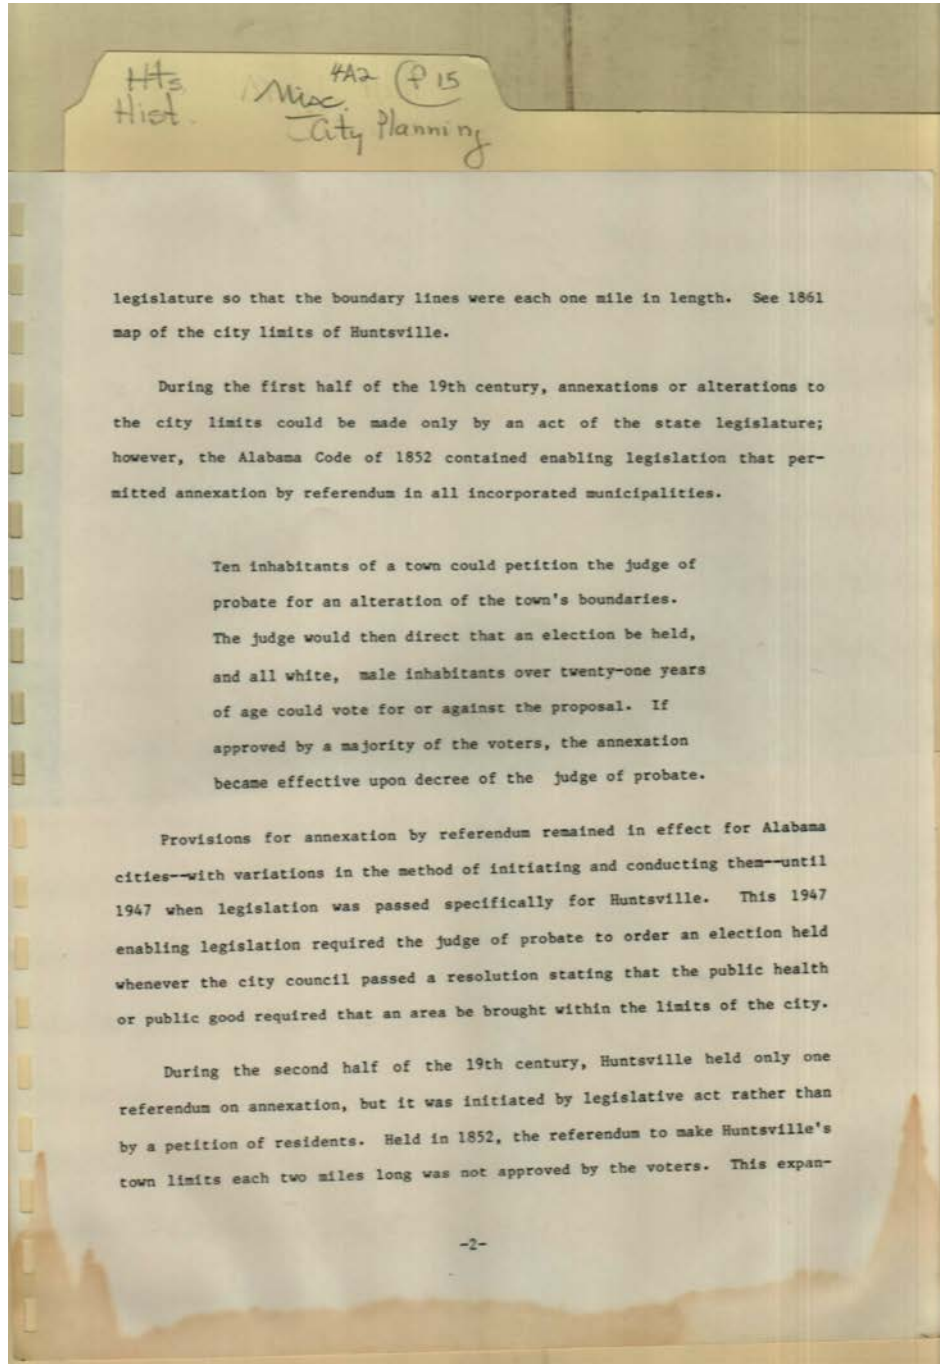 Hts 4A2 P 15
Hist. Misc.
City Planning
legislature so that the boundary lines were each one mile in length. See 1861
map of the city limits of Huntsville.
During the first half of the 19th century, annexations or alterations to
the city limits could be made only by an act of the state legislature;
however, the Alabama Code of 1852 contained enabling legislation that per-
mitted annexation by referendum in all incorporated municipalities.
Ten inhabitants of a town could petition the judge of
probate for an alteration of the town's boundaries.
The judge would then direct that an election be held,
and all white, male inhabitants over twenty-one years
of age could vote for or against the proposal. If
approved by a majority of the voters, the annexation
became effective upon decree of the judge of probate.
Provisions for annexation by referendum remained in effect for Alabama
cities--with variations in the method of initiating and conducting them--until
1947 when legislation was passed specifically for Huntsville. This 1947
enabling legislation required the judge of probate to order an election held
whenever the city council passed a resolution stating that the public health
or public good required that an area be brought within the limits of the city.
During the second half of the 19th century, Huntsville held only one
referendum on annexation, but it was initiated by legislative act rather than
by a petition of residents. Held in 1852, the referendum to make Huntsville's
town limits each two miles long was not approved by the voters. This expan-
-2-